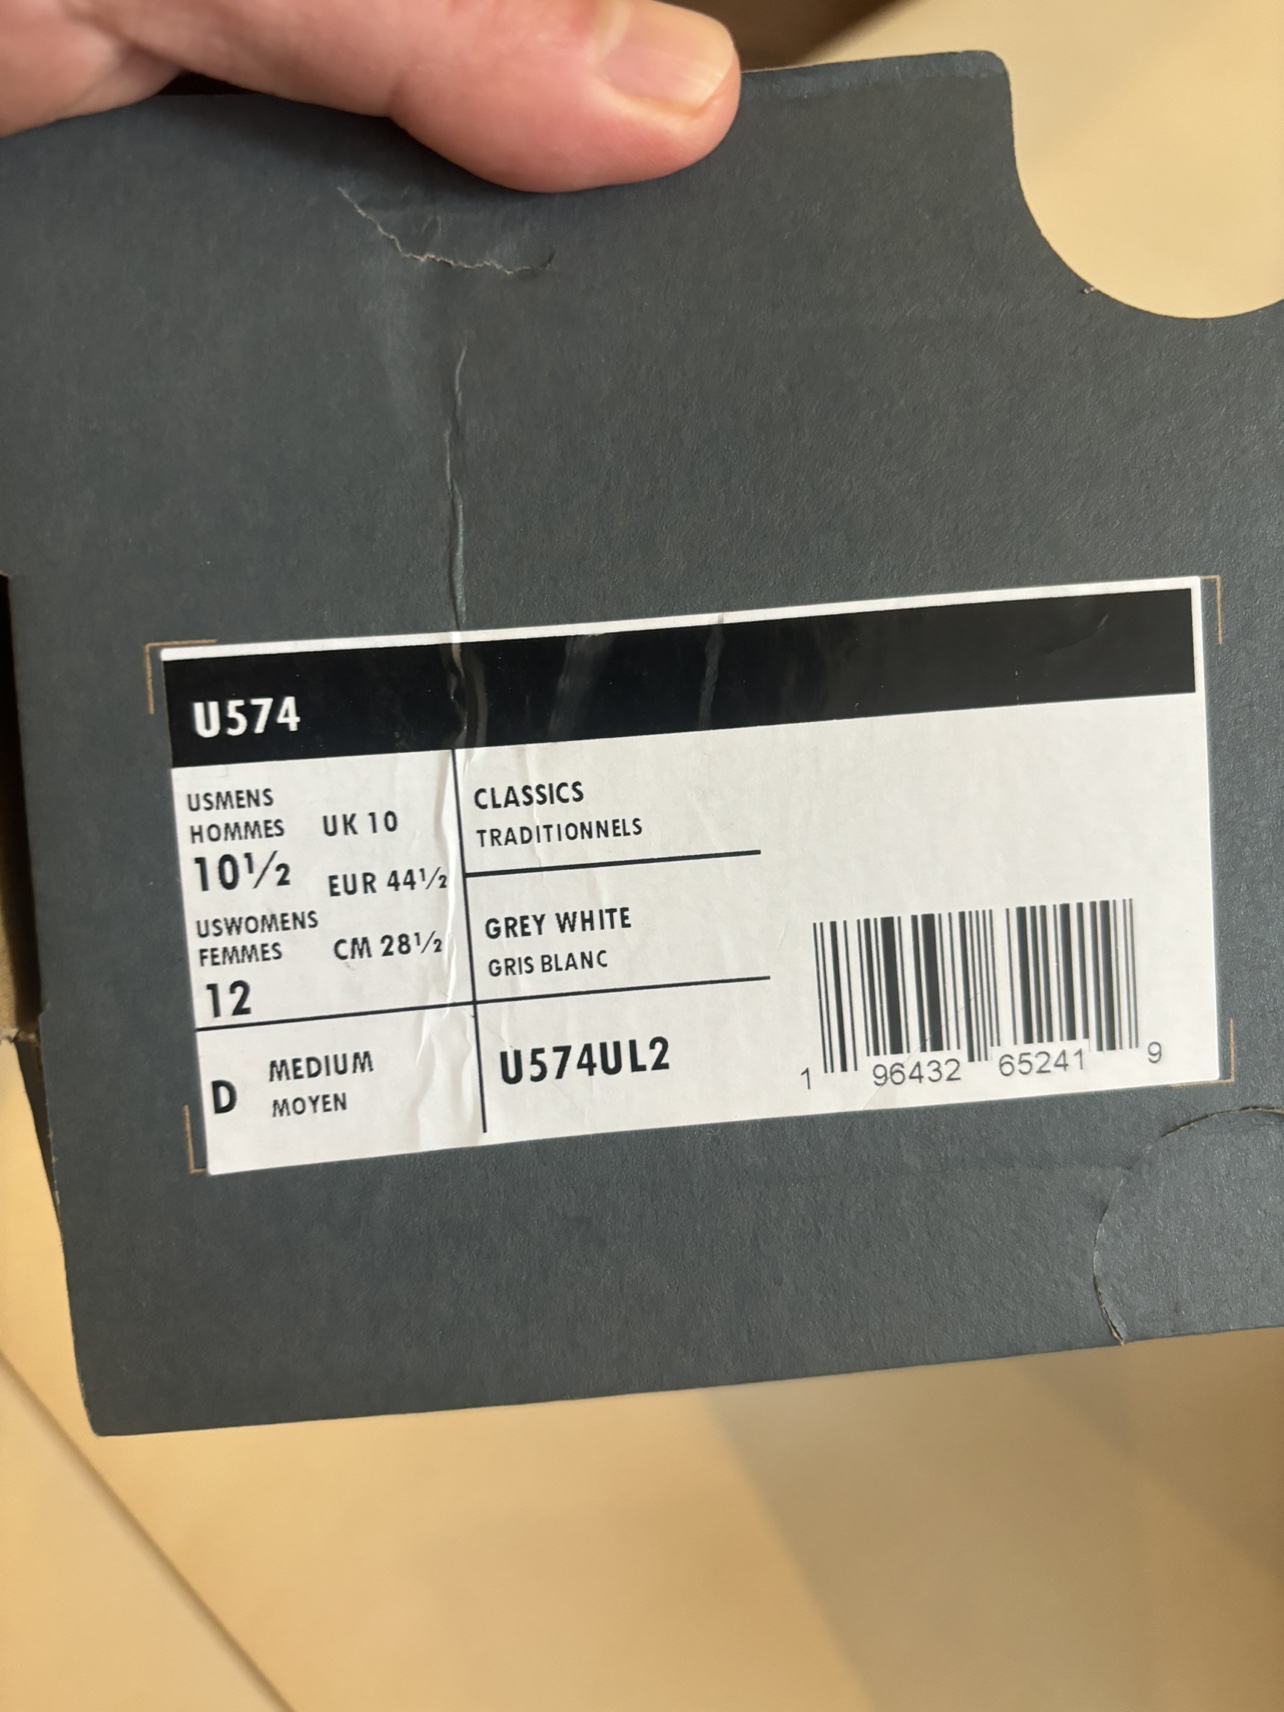 U574
USMENS
HOMMES
10½
UK 10
EUR 44½
USWOMENS
FEMMES
12
CM 28½
D
MEDIUM
MOYEN
CLASSICS
TRADITIONNELS
GREY WHITE
GRIS BLANC
U574UL2
1 96432 65241 9